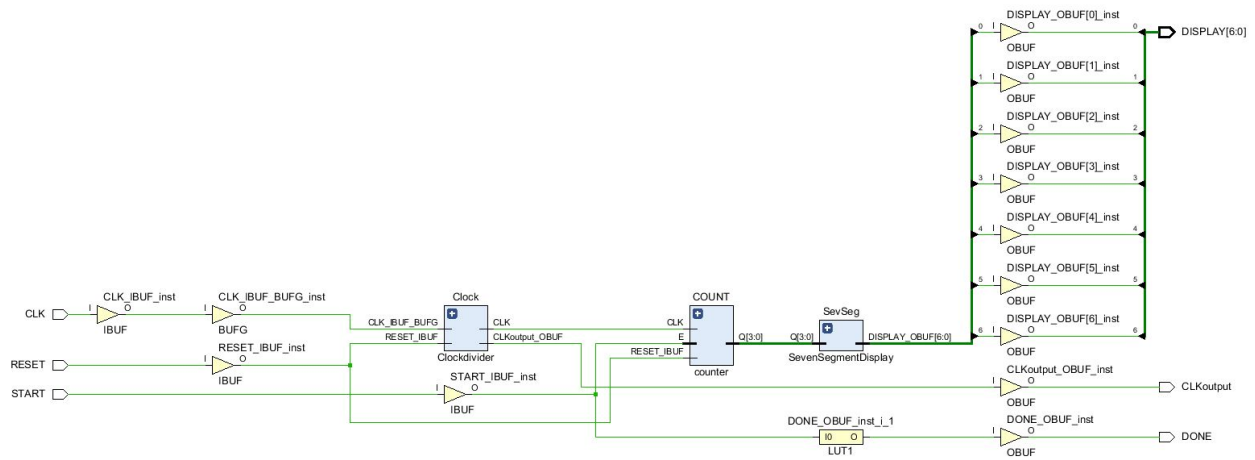 DISPLAY_OBUF[0]_inst
0 I O 0
OBUF
DISPLAY[6:0]
DISPLAY_OBUF[1]_inst
1 I O 1
OBUF
DISPLAY_OBUF[2]_inst
2 I O 2
OBUF
DISPLAY_OBUF[3]_inst
3 I O 3
OBUF
DISPLAY_OBUF[4]_inst
4 I O 4
OBUF
DISPLAY_OBUF[5]_inst
5 I O 5
OBUF
DISPLAY_OBUF[6]_inst
6 I O 6
OBUF
CLK
CLK_IBUF_inst
I O
IBUF
CLK_IBUF_BUFG_inst
I O
BUFG
RESET
RESET_IBUF_inst
I O
IBUF
START
START_IBUF_inst
I O
IBUF
Clock
CLK_IBUF_BUFG CLK
RESET_IBUF CLKoutput_OBUF
Clockdivider
COUNT
CLK
E Q[3:0]
RESET_IBUF
counter
SevSeg
Q[3:0] DISPLAY_OBUF[6:0]
SevenSegmentDisplay
CLKoutput_OBUF_inst
I O
OBUF
CLKoutput
DONE_OBUF_inst_i_1
I0 O
LUT1
DONE_OBUF_inst
I O
OBUF
DONE